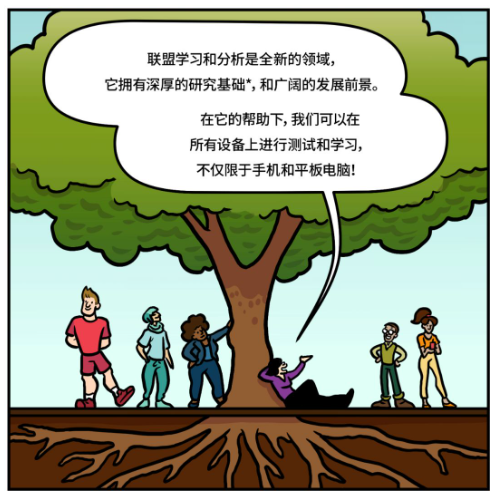 联盟学习和分析是全新的领域,
它拥有深厚的研究基础*, 和广阔的发展前景。
在它的帮助下, 我们可以在
所有设备上进行测试和学习,
不仅限于手机和平板电脑!